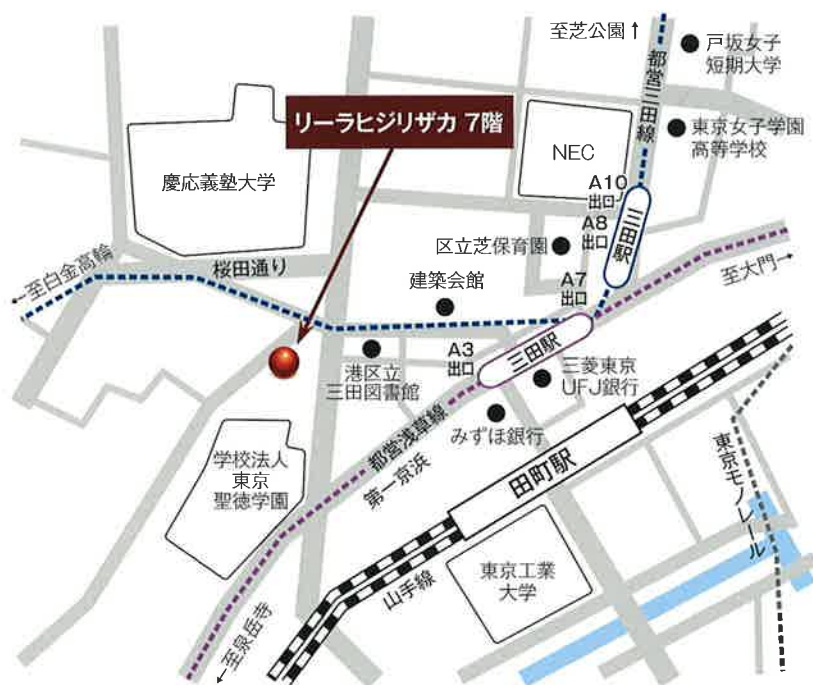 至芝公園↑
戸坂女子
短期大学
都営三田線
リーラヒジリザカ 7階
NEC
東京女子学園
高等学校
慶応義塾大学
A10
出口
A8
出口
三田駅
区立芝保育園
←至白金高輪
桜田通り
建築会館
A7
出口
至大門→
A3
出口
三田駅
港区立
三田図書館
三菱東京
UFJ銀行
みずほ銀行
都営浅草線
第一京浜
学校法人
東京
聖徳学園
田町駅
東京モノレール
山手線
東京工業
大学
←至泉岳寺